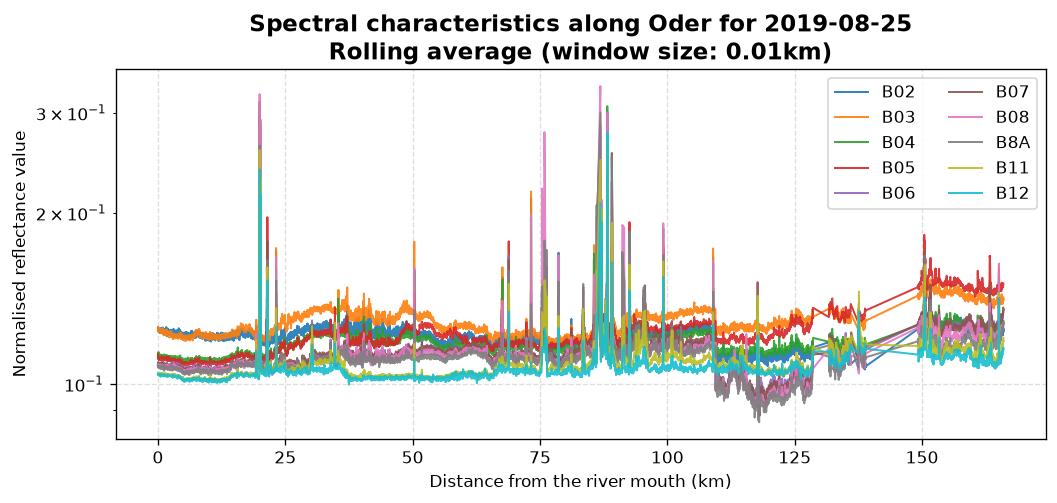 Spectral characteristics along Oder for 2019-08-25
Rolling average (window size: 0.01km)
Normalised reflectance value
3 × 10⁻¹
2 × 10⁻¹
10⁻¹
B02
B03
B04
B05
B06
B07
B08
B8A
B11
B12
0 25 50 75 100 125 150
Distance from the river mouth (km)